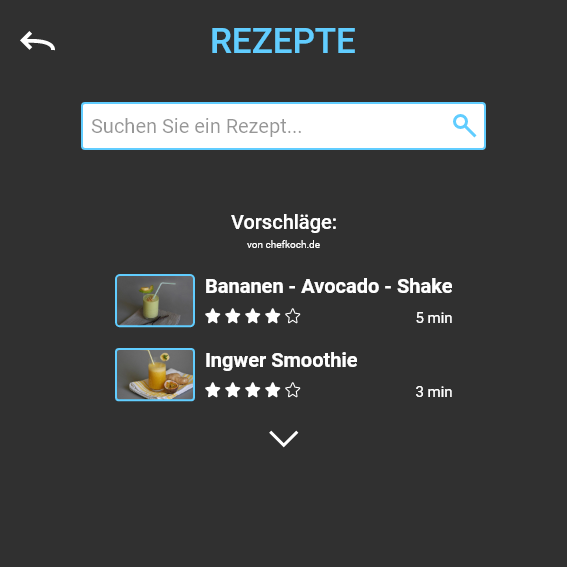 REZEPTE
Suchen Sie ein Rezept...
Vorschläge:
von chefkoch.de
Bananen - Avocado - Shake
5 min
Ingwer Smoothie
3 min